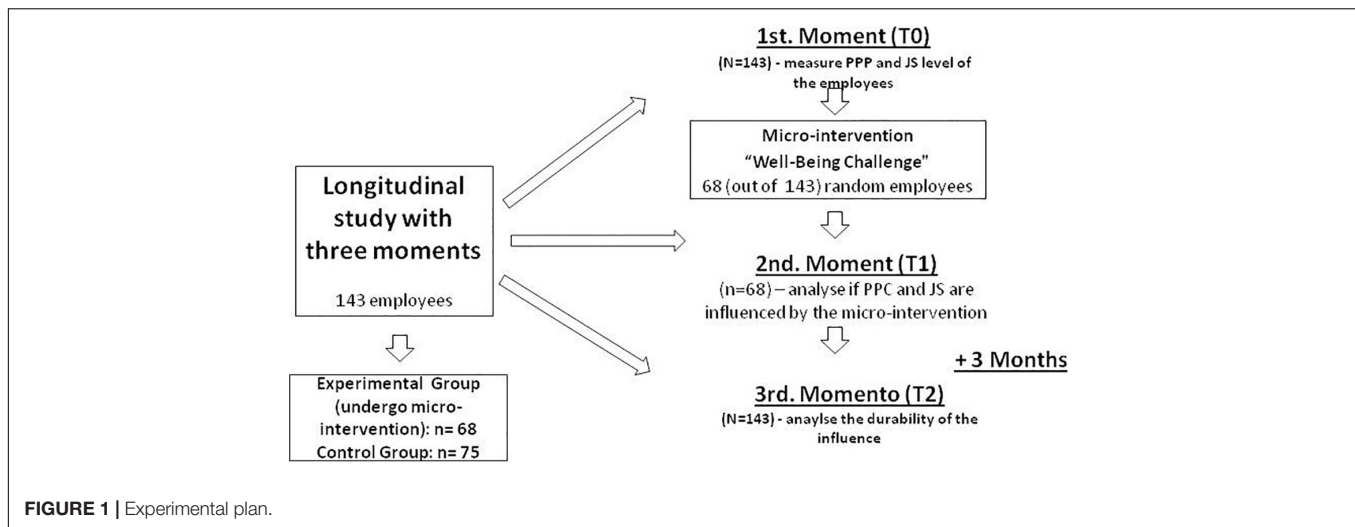 1st. Moment (T0)
(N=143) - measure PPP and JS level of
the employees
Micro-intervention
“Well-Being Challenge"
68 (out of 143) random employees
Longitudinal
study with
three moments
143 employees
2nd. Moment (T1)
(n=68) – analyse if PPC and JS are
influenced by the micro-intervention
+ 3 Months
Experimental Group
(undergo micro-
intervention): n= 68
Control Group: n= 75
3rd. Momento (T2)
(N=143) - anaylse the durability of the
influence
FIGURE 1 | Experimental plan.